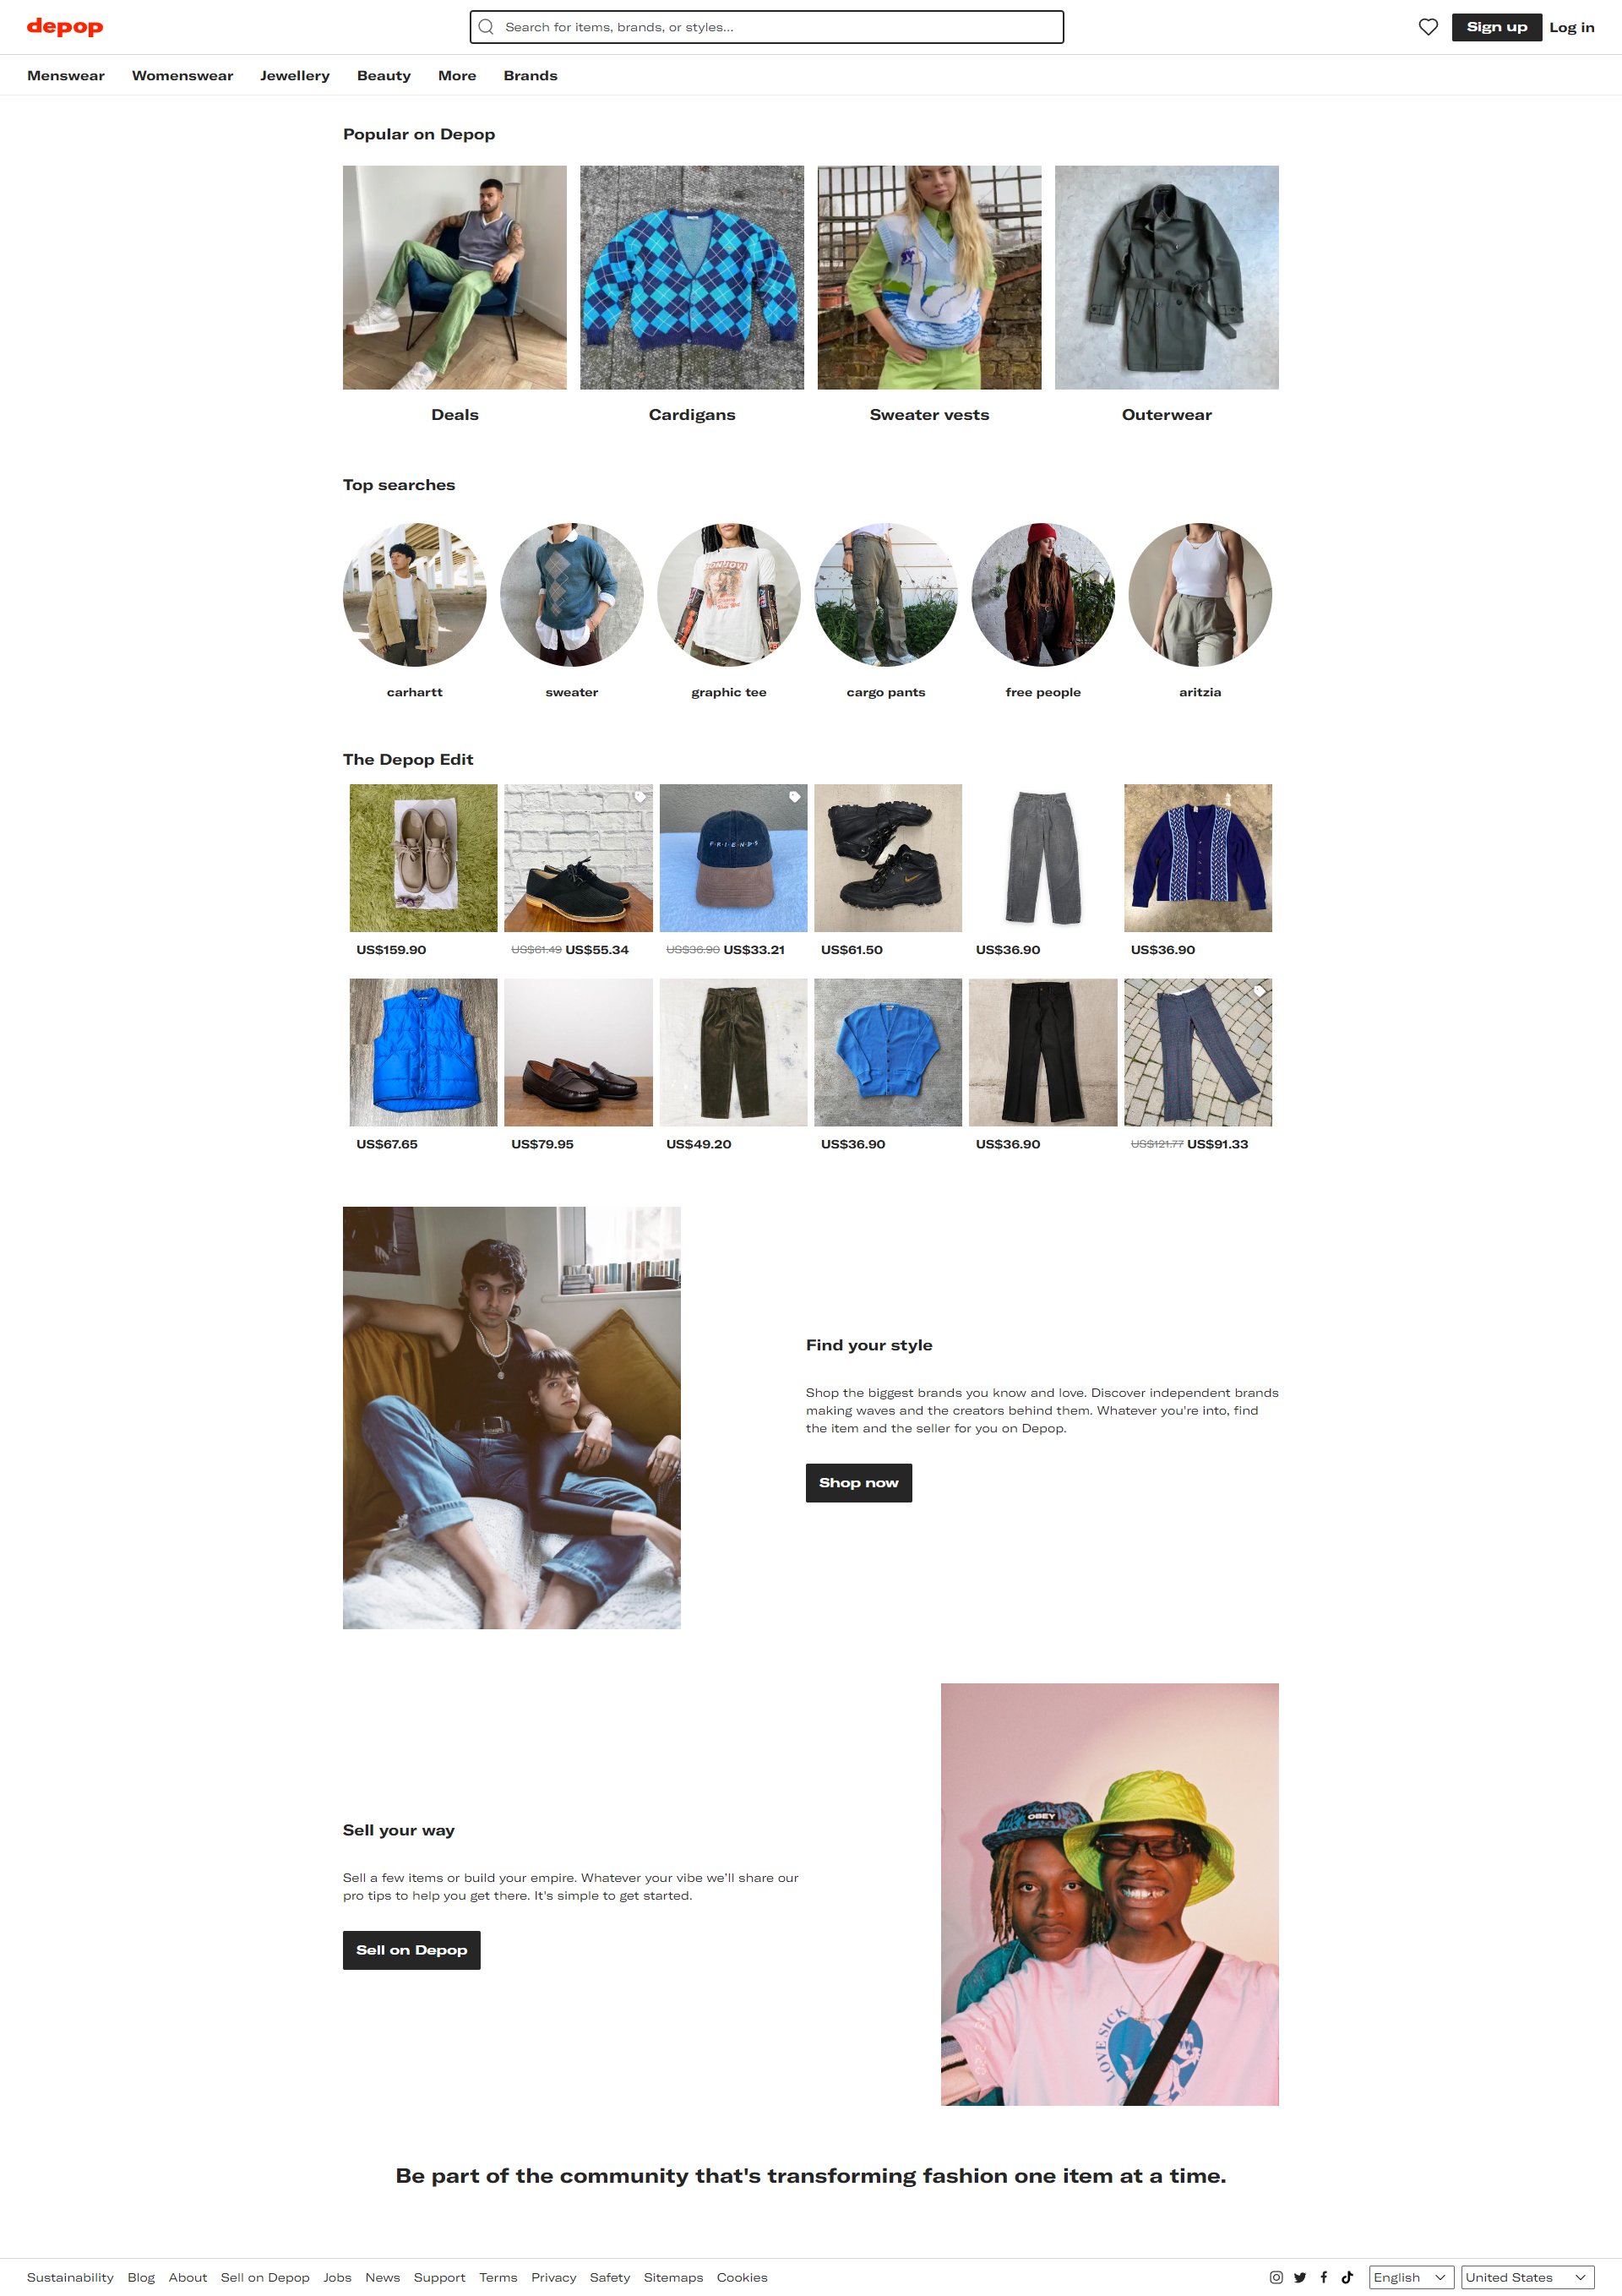 depop
Search for items, brands, or styles...
Sign up
Log in
Menswear
Womenswear
Jewellery
Beauty
More
Brands
Popular on Depop
Deals
Cardigans
Sweater vests
Outerwear
Top searches
BON JOVI
carhartt
sweater
graphic tee
cargo pants
free people
aritzia
The Depop Edit
F·R·I·E·N·D·S
US$159.90
US$61.49 US$55.34
US$36.90 US$33.21
US$61.50
US$36.90
US$36.90
US$67.65
US$79.95
US$49.20
US$36.90
US$36.90
US$121.77 US$91.33
Find your style
Shop the biggest brands you know and love. Discover independent brands
making waves and the creators behind them. Whatever you're into, find
the item and the seller for you on Depop.
Shop now
OBEY
LOVE SICK
Sell your way
Sell a few items or build your empire. Whatever your vibe we'll share our
pro tips to help you get there. It's simple to get started.
Sell on Depop
Be part of the community that's transforming fashion one item at a time.
Sustainability
Blog
About
Sell on Depop
Jobs
News
Support
Terms
Privacy
Safety
Sitemaps
Cookies
English
United States